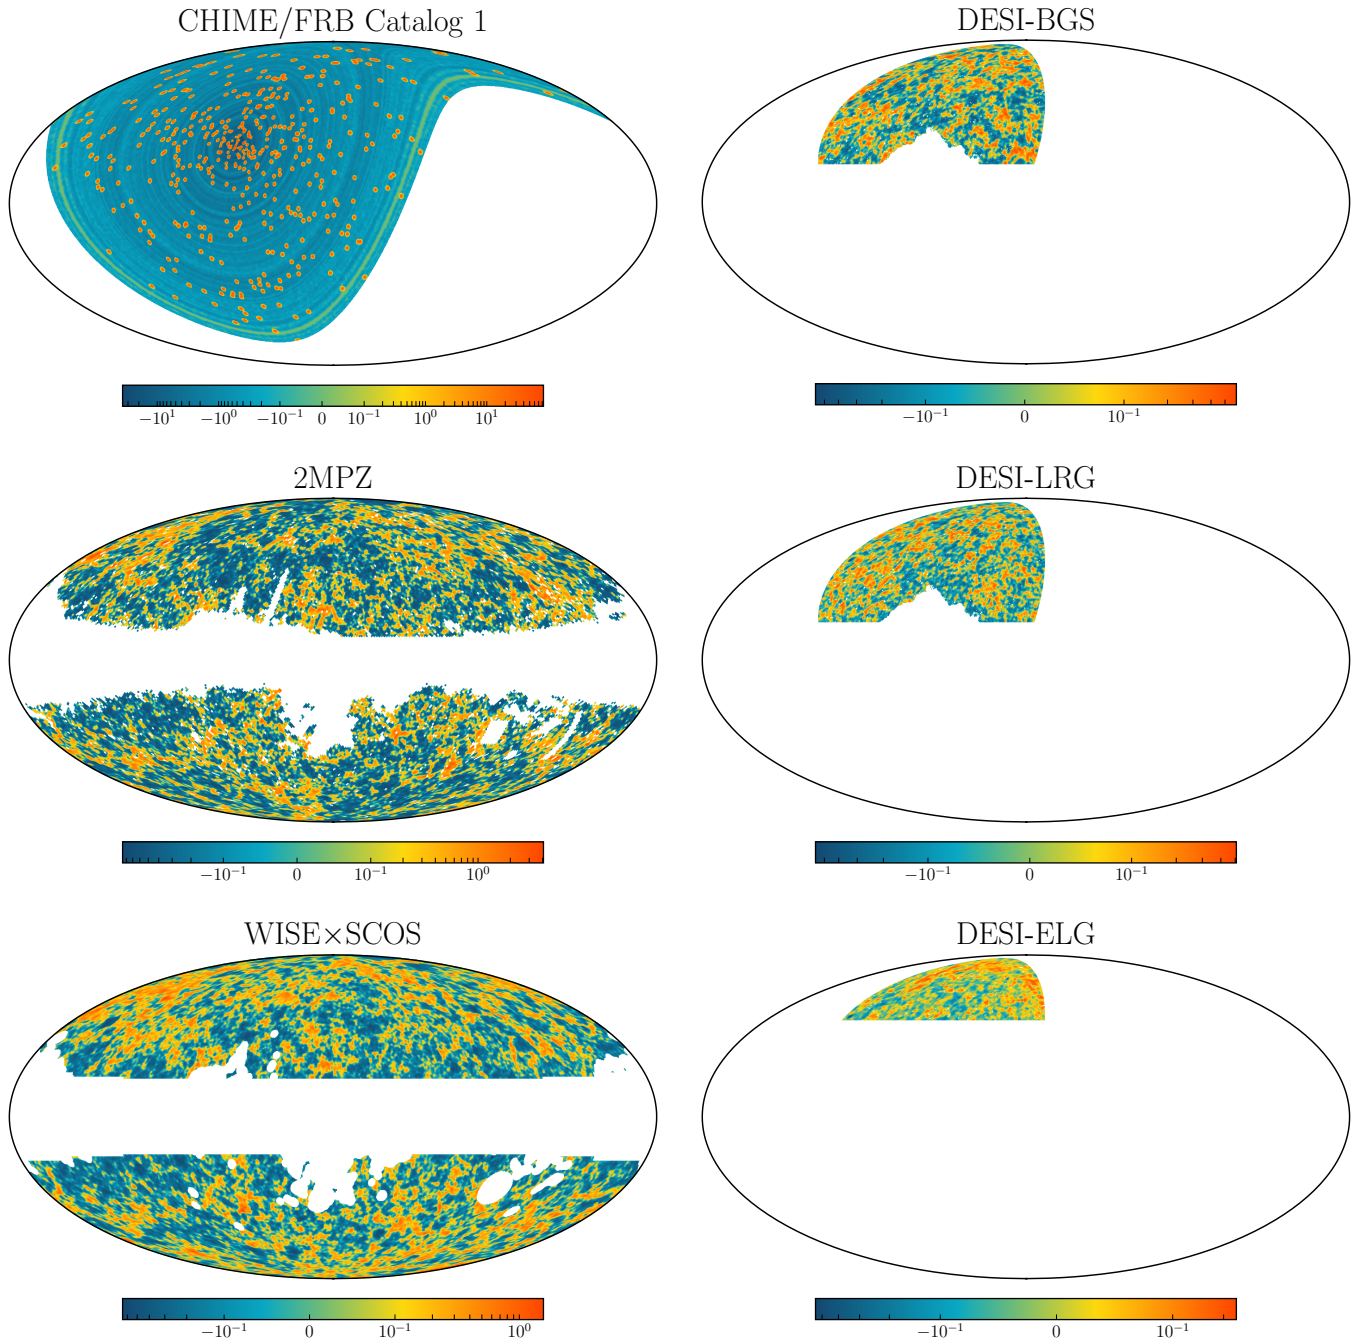 CHIME/FRB Catalog 1
DESI-BGS
−10¹ −10⁰ −10⁻¹ 0 10⁻¹ 10⁰ 10¹
−10⁻¹ 0 10⁻¹
2MPZ
DESI-LRG
−10⁻¹ 0 10⁻¹ 10⁰
−10⁻¹ 0 10⁻¹
WISE×SCOS
DESI-ELG
−10⁻¹ 0 10⁻¹ 10⁰
−10⁻¹ 0 10⁻¹